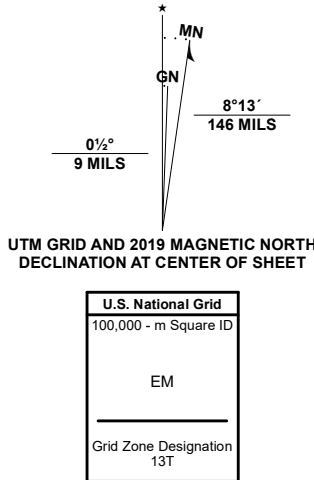 ★
MN
GN
8°13´
146 MILS
0½°
9 MILS
UTM GRID AND 2019 MAGNETIC NORTH
DECLINATION AT CENTER OF SHEET
U.S. National Grid
100,000 - m Square ID
EM
Grid Zone Designation
13T